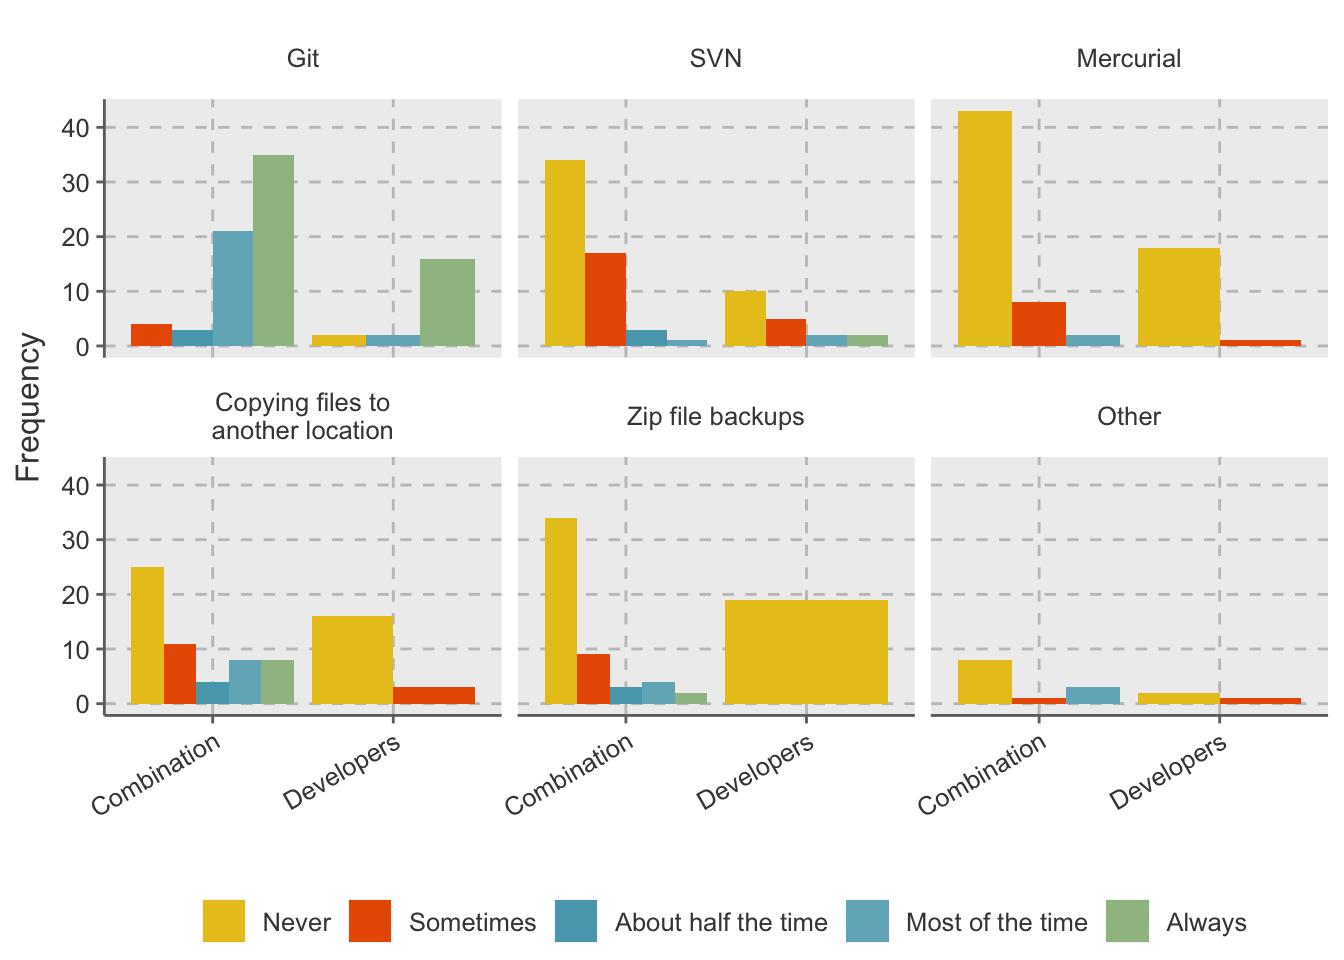 Git
SVN
Mercurial
40
30
20
10
0
Frequency
Copying files to
another location
Zip file backups
Other
40
30
20
10
0
Combination
Developers
Combination
Developers
Combination
Developers
Never
Sometimes
About half the time
Most of the time
Always